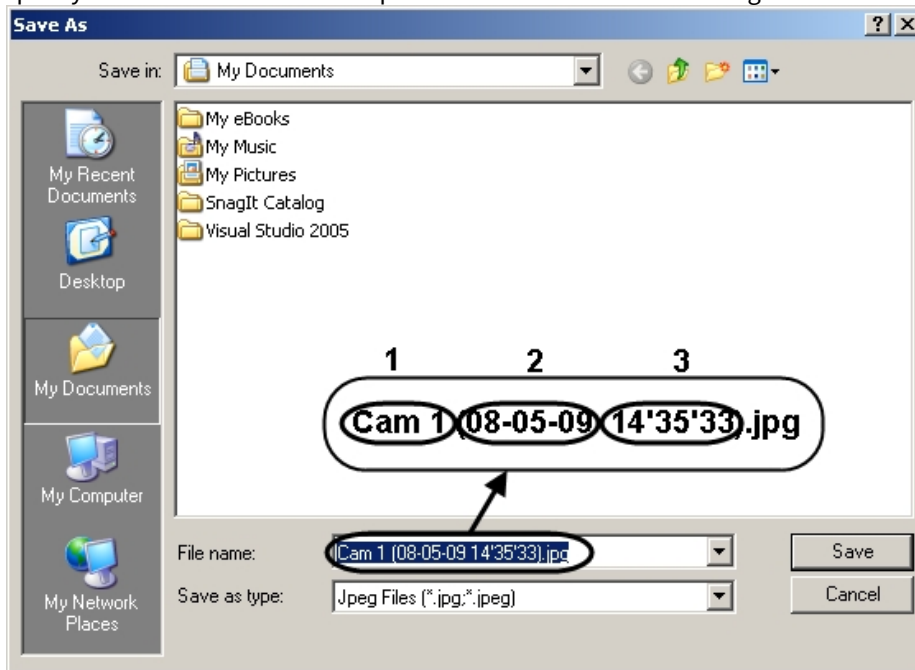 Save As
Save in:
My Documents
My eBooks
My Music
My Pictures
SnagIt Catalog
Visual Studio 2005
My Recent
Documents
Desktop
My Documents
My Computer
My Network
Places
1 2 3
Cam 1 (08-05-09 14'35'33).jpg
File name:
Cam 1 (08-05-09 14'35'33).jpg
Save
Save as type:
Jpeg Files (*.jpg;*.jpeg)
Cancel